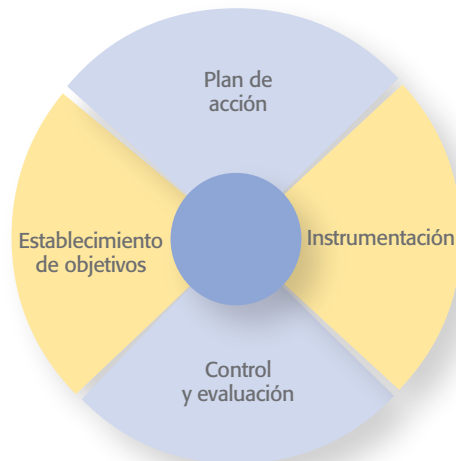 Plan de
acción
Establecimiento
de objetivos
Instrumentación
Control
y evaluación